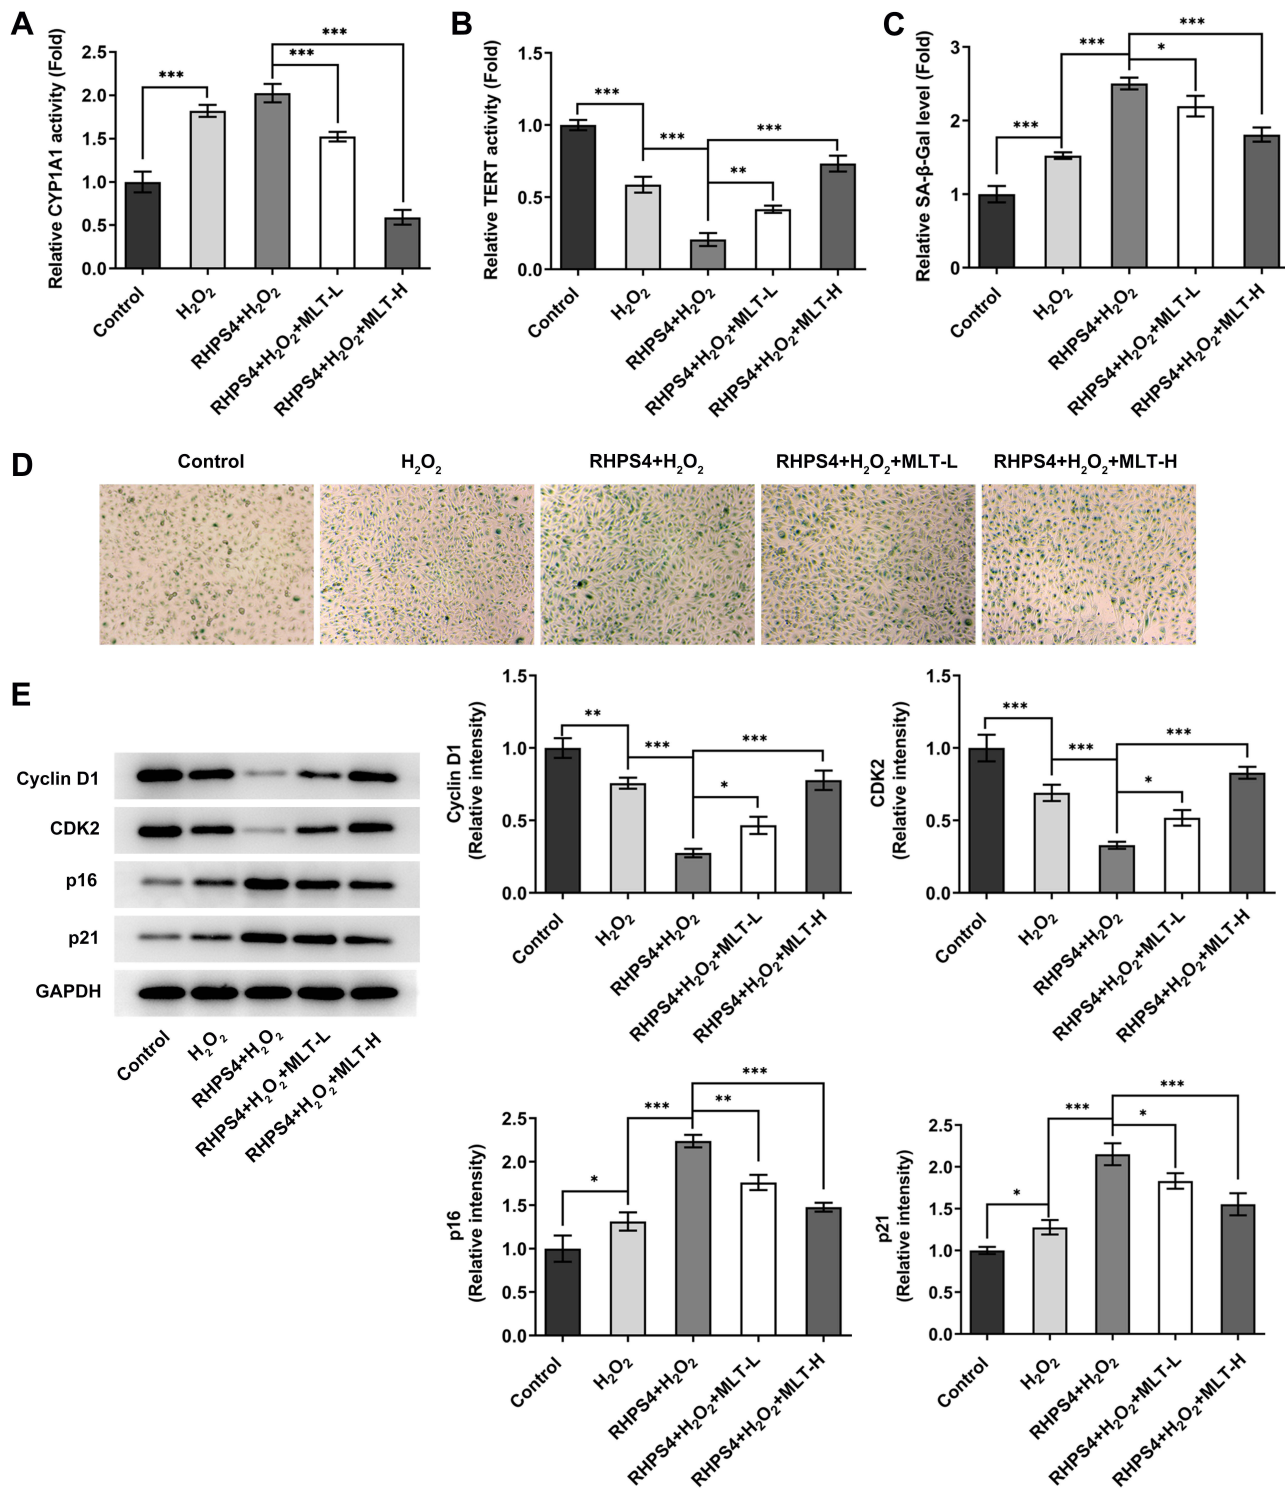 A
Relative CYP1A1 activity (Fold)
2.5
2.0
1.5
1.0
0.5
0.0
***
***
***
Control
H₂O₂
RHPS4+H₂O₂
RHPS4+H₂O₂+MLT-L
RHPS4+H₂O₂+MLT-H
B
Relative TERT activity (Fold)
1.5
1.0
0.5
0.0
***
***
***
**
Control
H₂O₂
RHPS4+H₂O₂
RHPS4+H₂O₂+MLT-L
RHPS4+H₂O₂+MLT-H
C
Relative SA-β-Gal level (Fold)
3
2
1
0
***
***
***
*
Control
H₂O₂
RHPS4+H₂O₂
RHPS4+H₂O₂+MLT-L
RHPS4+H₂O₂+MLT-H
D
Control
H₂O₂
RHPS4+H₂O₂
RHPS4+H₂O₂+MLT-L
RHPS4+H₂O₂+MLT-H
E
Cyclin D1
CDK2
p16
p21
GAPDH
Control
H₂O₂
RHPS4+H₂O₂
RHPS4+H₂O₂+MLT-L
RHPS4+H₂O₂+MLT-H
Cyclin D1
(Relative intensity)
1.5
1.0
0.5
0.0
**
***
***
*
Control
H₂O₂
RHPS4+H₂O₂
RHPS4+H₂O₂+MLT-L
RHPS4+H₂O₂+MLT-H
CDK2
(Relative intensity)
1.5
1.0
0.5
0.0
***
***
***
*
Control
H₂O₂
RHPS4+H₂O₂
RHPS4+H₂O₂+MLT-L
RHPS4+H₂O₂+MLT-H
p16
(Relative intensity)
2.5
2.0
1.5
1.0
0.5
0.0
*
***
***
**
Control
H₂O₂
RHPS4+H₂O₂
RHPS4+H₂O₂+MLT-L
RHPS4+H₂O₂+MLT-H
p21
(Relative intensity)
2.5
2.0
1.5
1.0
0.5
0.0
*
***
***
*
Control
H₂O₂
RHPS4+H₂O₂
RHPS4+H₂O₂+MLT-L
RHPS4+H₂O₂+MLT-H